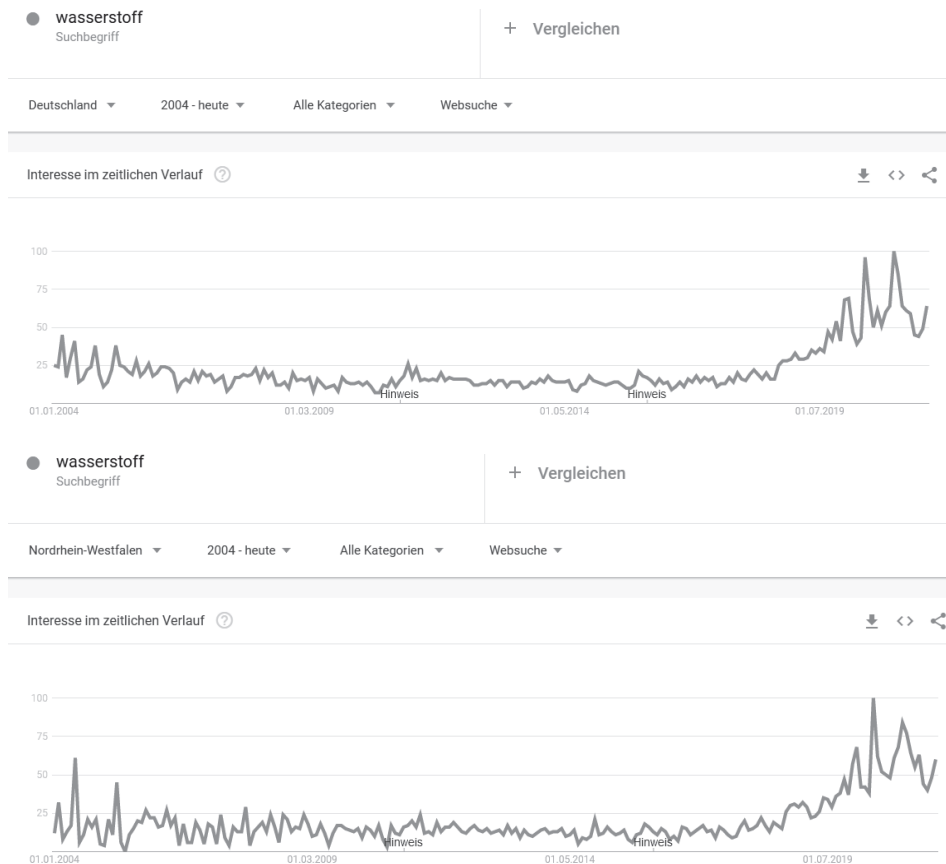 wasserstoff
Suchbegriff
+ Vergleichen
Deutschland
2004 - heute
Alle Kategorien
Websuche
Interesse im zeitlichen Verlauf ?
100
75
50
25
Hinweis
Hinweis
01.01.2004
01.03.2009
01.05.2014
01.07.2019
wasserstoff
Suchbegriff
+ Vergleichen
Nordrhein-Westfalen
2004 - heute
Alle Kategorien
Websuche
Interesse im zeitlichen Verlauf ?
100
75
50
25
Hinweis
Hinweis
01.01.2004
01.03.2009
01.05.2014
01.07.2019